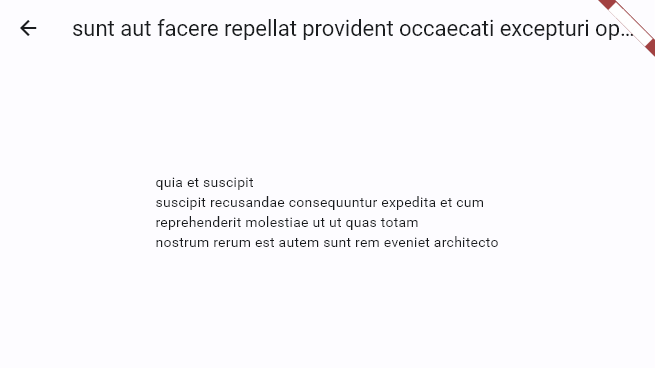 sunt aut facere repellat provident occaecati excepturi op...
quia et suscipit
suscipit recusandae consequuntur expedita et cum
reprehenderit molestiae ut ut quas totam
nostrum rerum est autem sunt rem eveniet architecto